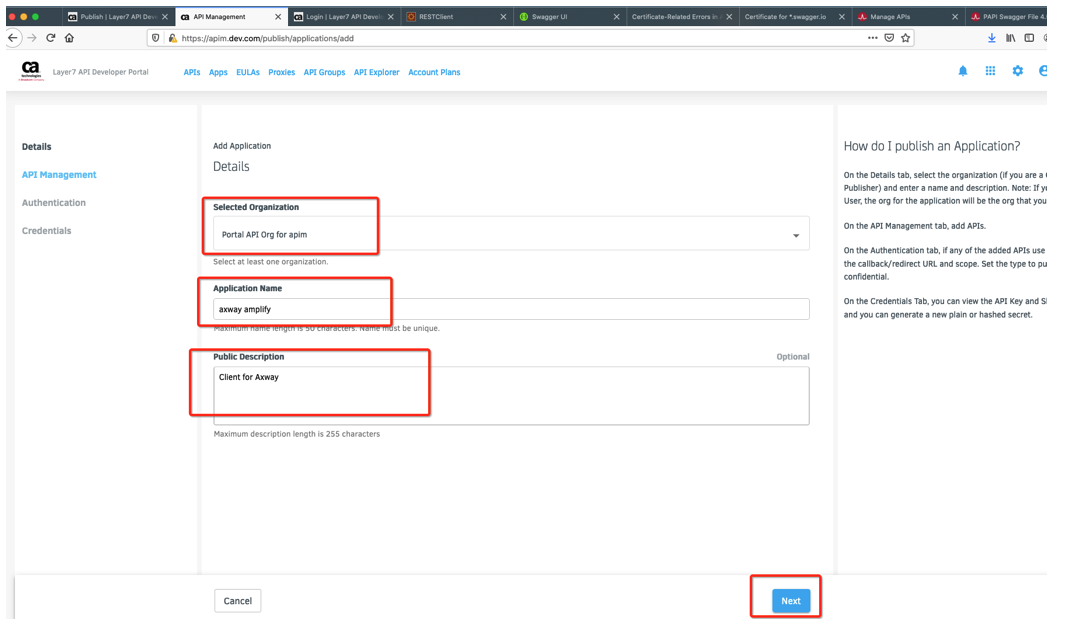 Publish | Layer7 API Deve
API Management
Login | Layer7 API Develo
RESTClient
Swagger UI
Certificate-Related Errors in A
Certificate for *.swagger.io
Manage APIs
PAPI Swagger File 4.
https://apim.dev.com/publish/applications/add
ca
technologies
Layer7 API Developer Portal
APIs
Apps
EULAs
Proxies
API Groups
API Explorer
Account Plans
Details
API Management
Authentication
Credentials
Add Application
Details
Selected Organization
Portal API Org for apim
Select at least one organization.
Application Name
axway amplify
Maximum name length is 50 characters. Name must be unique.
Public Description
Optional
Client for Axway
Maximum description length is 255 characters
Cancel
Next
How do I publish an Application?
On the Details tab, select the organization (if you are a
Publisher) and enter a name and description. Note: If y
User, the org for the application will be the org that you
On the API Management tab, add APIs.
On the Authentication tab, if any of the added APIs use
the callback/redirect URL and scope. Set the type to pu
confidential.
On the Credentials Tab, you can view the API Key and S
and you can generate a new plain or hashed secret.